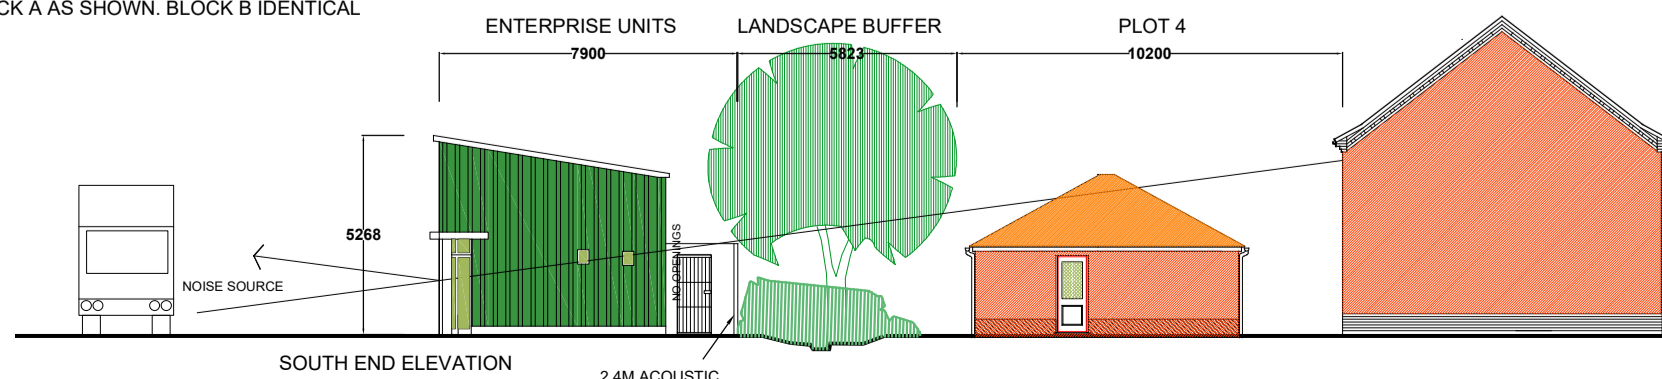 CK A AS SHOWN. BLOCK B IDENTICAL
ENTERPRISE UNITS
LANDSCAPE BUFFER
PLOT 4
7900
5823
10200
5268
NO OPENINGS
NOISE SOURCE
SOUTH END ELEVATION
2.4M ACOUSTIC